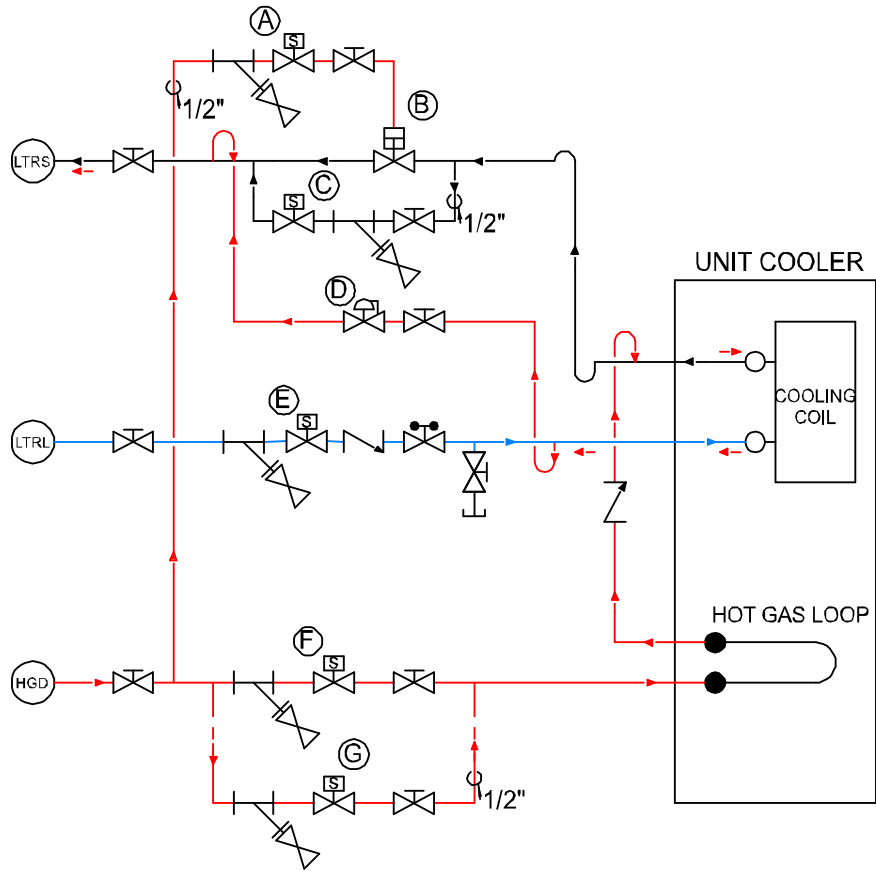 A
S
1/2"
B
LTRS
C
S
1/2"
UNIT COOLER
D
COOLING
COIL
E
S
LTRL
HOT GAS LOOP
F
S
HGD
G
S
1/2"